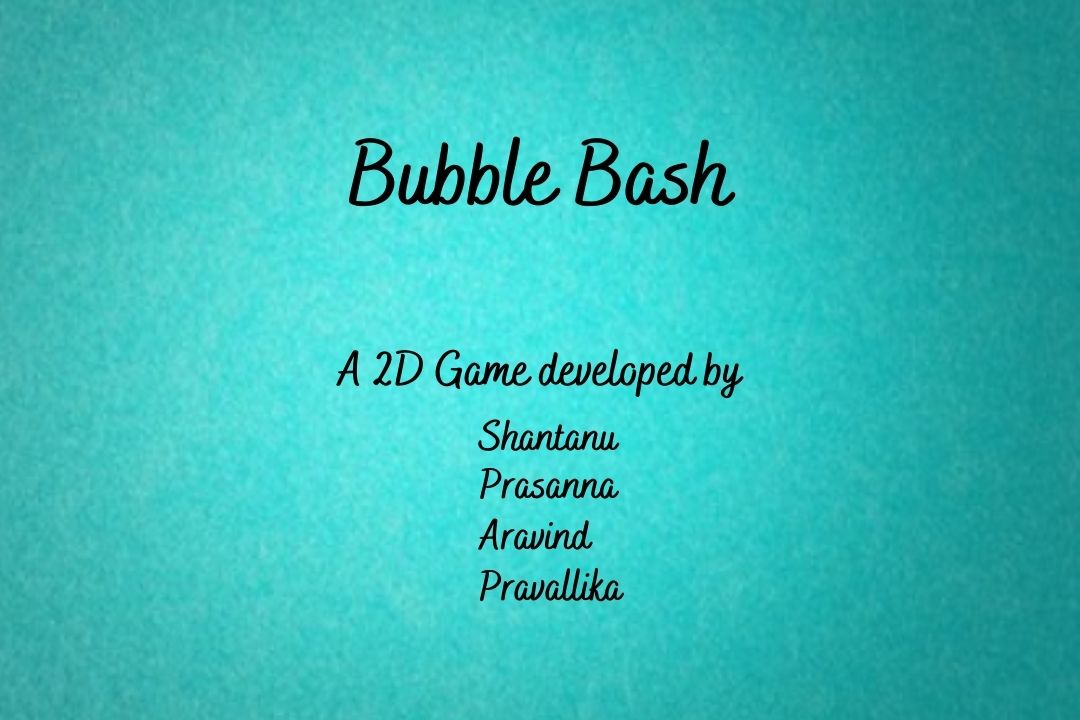 Bubble Bash
A 2D Game developed by
Shantanu
Prasanna
Aravind
Pravallika